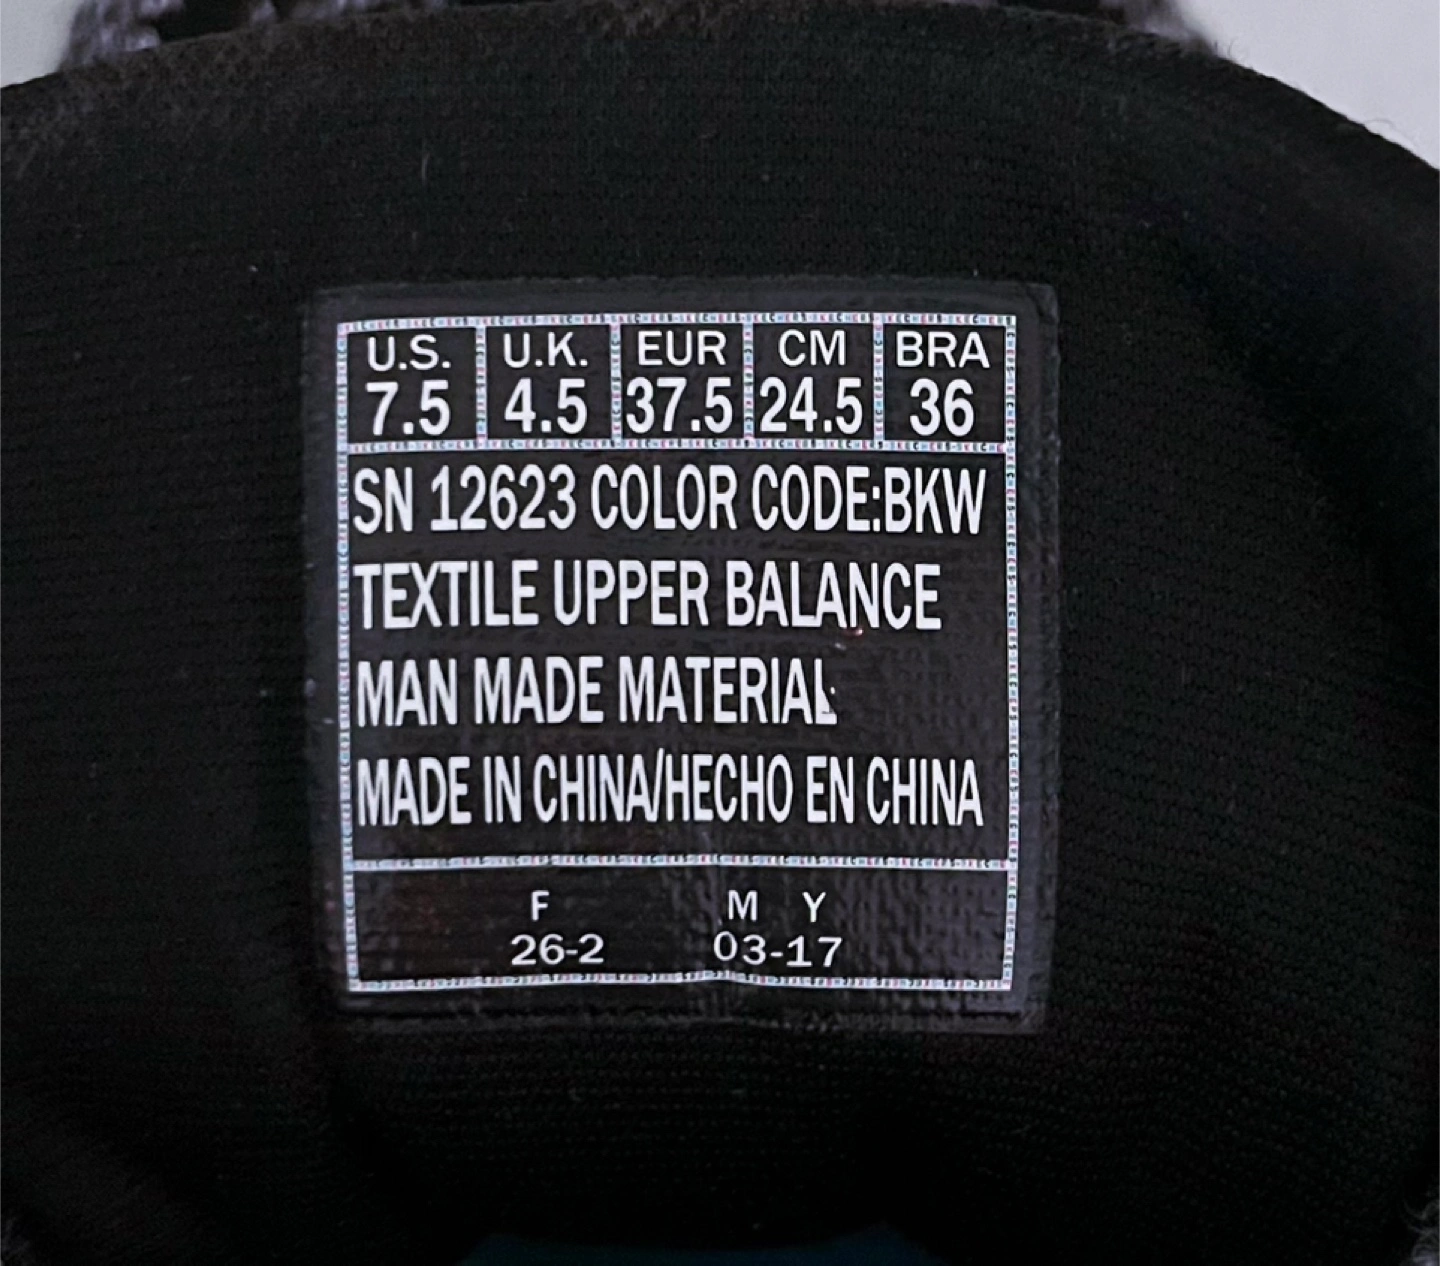 U.S. U.K. EUR CM BRA
7.5 4.5 37.5 24.5 36
SN 12623 COLOR CODE:BKW
TEXTILE UPPER BALANCE
MAN MADE MATERIAL
MADE IN CHINA/HECHO EN CHINA
F M Y
26-2 03-17